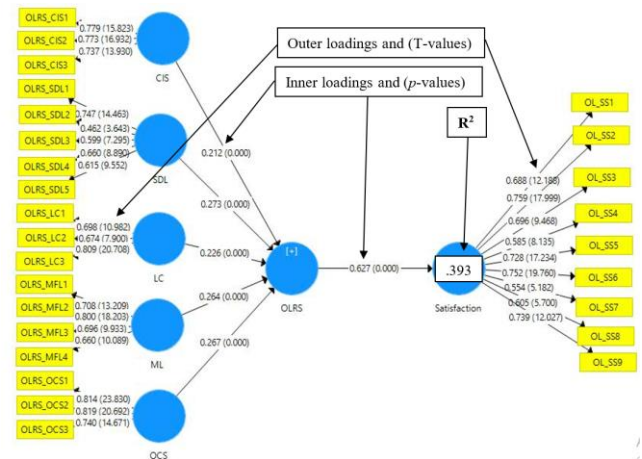 OLRS_CIS1
OLRS_CIS2
OLRS_CIS3
0.779 (15.823)
0.773 (16.932)
0.737 (13.930)
CIS
OLRS_SDL1
OLRS_SDL2
OLRS_SDL3
OLRS_SDL4
OLRS_SDL5
0.747 (14.463)
0.462 (3.643)
0.599 (7.295)
0.660 (8.890)
0.615 (9.552)
SDL
OLRS_LC1
OLRS_LC2
OLRS_LC3
0.698 (10.982)
0.674 (7.900)
0.809 (20.708)
LC
OLRS_MFL1
OLRS_MFL2
OLRS_MFL3
OLRS_MFL4
0.708 (13.209)
0.800 (18.203)
0.696 (9.933)
0.660 (10.089)
ML
OLRS_OCS1
OLRS_OCS2
OLRS_OCS3
0.814 (23.830)
0.819 (20.692)
0.740 (14.671)
OCS
Outer loadings and (T-values)
Inner loadings and (p-values)
R²
0.212 (0.000)
0.273 (0.000)
0.226 (0.000)
0.264 (0.000)
0.267 (0.000)
[+]
OLRS
0.627 (0.000)
.393
Satisfaction
0.688 (12.188)
0.759 (17.999)
0.696 (9.468)
0.585 (8.135)
0.728 (17.234)
0.752 (19.760)
0.554 (5.182)
0.605 (5.700)
0.739 (12.027)
OL_SS1
OL_SS2
OL_SS3
OL_SS4
OL_SS5
OL_SS6
OL_SS7
OL_SS8
OL_SS9